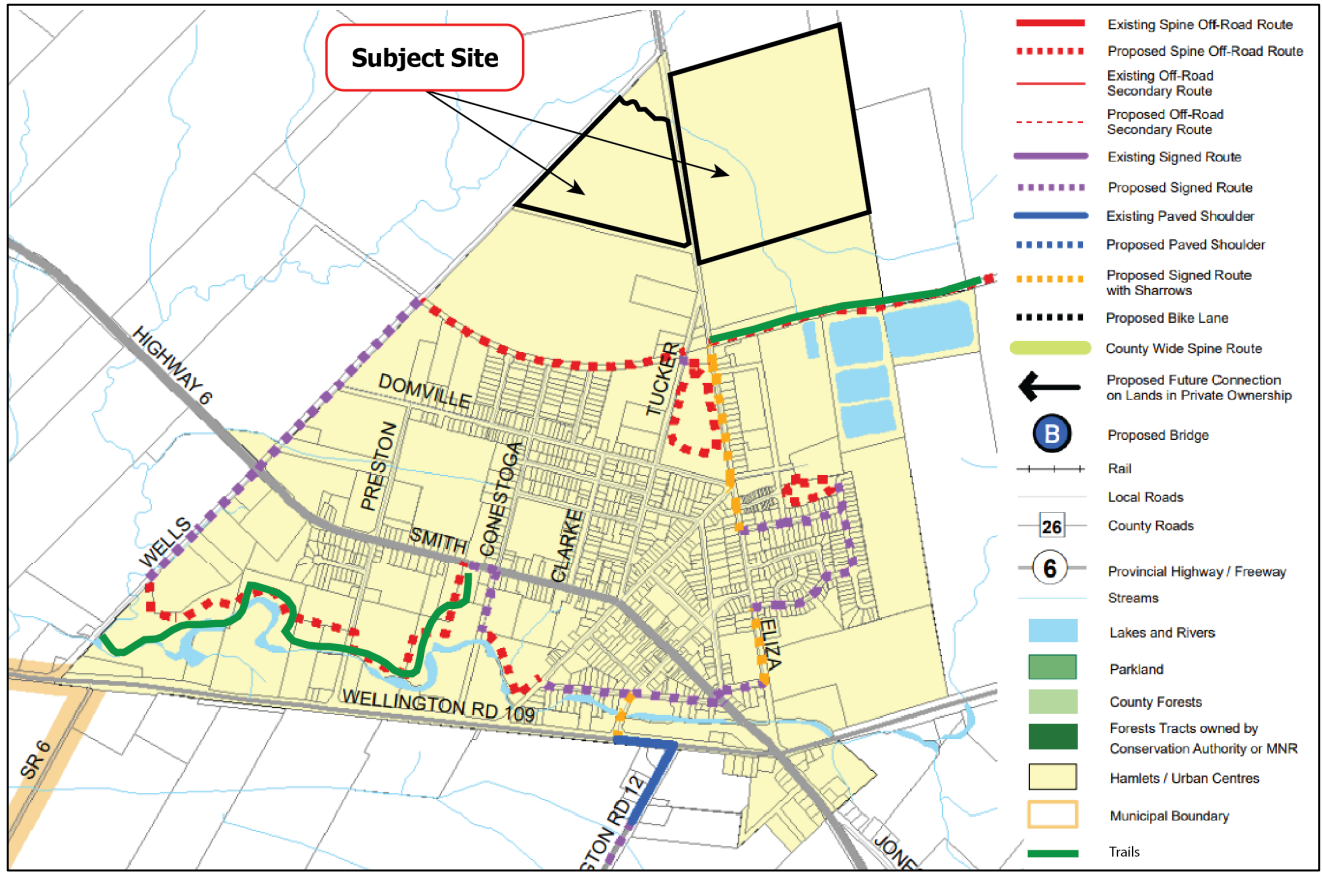 Subject Site
HIGHWAY 6
DOMVILLE
TUCKER
PRESTON
CONESTOGA
SMITH
CLARKE
WELLS
ELIZA
WELLINGTON RD 109
SR 6
GTON RD 12
JONE
Existing Spine Off-Road Route
Proposed Spine Off-Road Route
Existing Off-Road
Secondary Route
Proposed Off-Road
Secondary Route
Existing Signed Route
Proposed Signed Route
Existing Paved Shoulder
Proposed Paved Shoulder
Proposed Signed Route
with Sharrows
Proposed Bike Lane
County Wide Spine Route
Proposed Future Connection
on Lands in Private Ownership
B
Proposed Bridge
Rail
Local Roads
26
County Roads
6
Provincial Highway / Freeway
Streams
Lakes and Rivers
Parkland
County Forests
Forests Tracts owned by
Conservation Authority or MNR
Hamlets / Urban Centres
Municipal Boundary
Trails